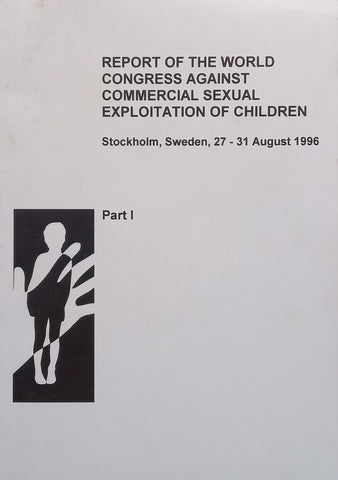 REPORT OF THE WORLD
CONGRESS AGAINST
COMMERCIAL SEXUAL
EXPLOITATION OF CHILDREN
Stockholm, Sweden, 27 - 31 August 1996
Part I